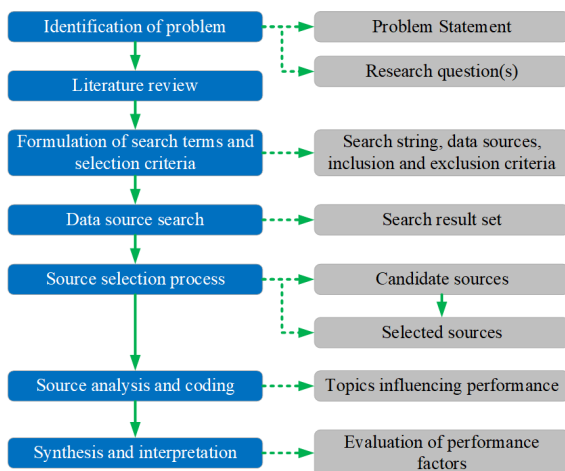 Identification of problem
Problem Statement
Research question(s)
Literature review
Formulation of search terms and
selection criteria
Search string, data sources,
inclusion and exclusion criteria
Data source search
Search result set
Source selection process
Candidate sources
Selected sources
Source analysis and coding
Topics influencing performance
Synthesis and interpretation
Evaluation of performance
factors